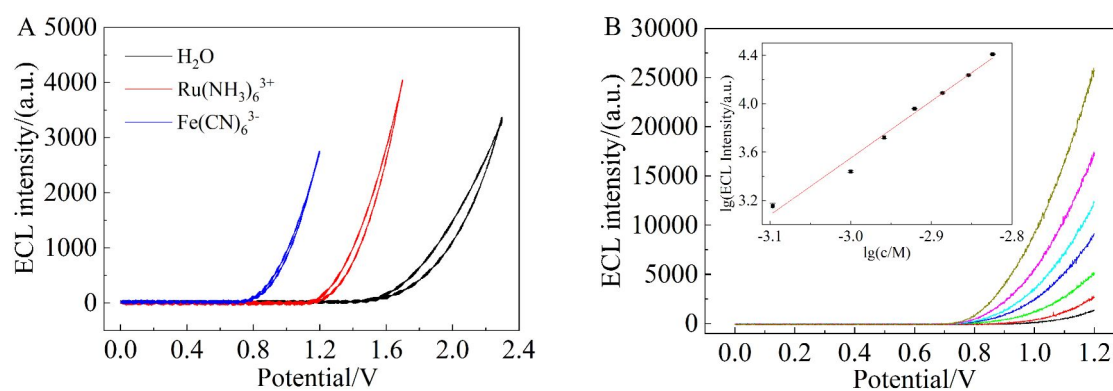 A
ECL intensity/(a.u.)
5000
4000
3000
2000
1000
0
H₂O
Ru(NH₃)₆³⁺
Fe(CN)₆³⁻
0.0 0.4 0.8 1.2 1.6 2.0 2.4
Potential/V
B
ECL intensity/(a.u.)
30000
25000
20000
15000
10000
5000
0
lg(ECL Intensity/a.u.)
4.4
4.0
3.6
3.2
-3.1 -3.0 -2.9 -2.8
lg(c/M)
0.0 0.2 0.4 0.6 0.8 1.0 1.2
Potential/V